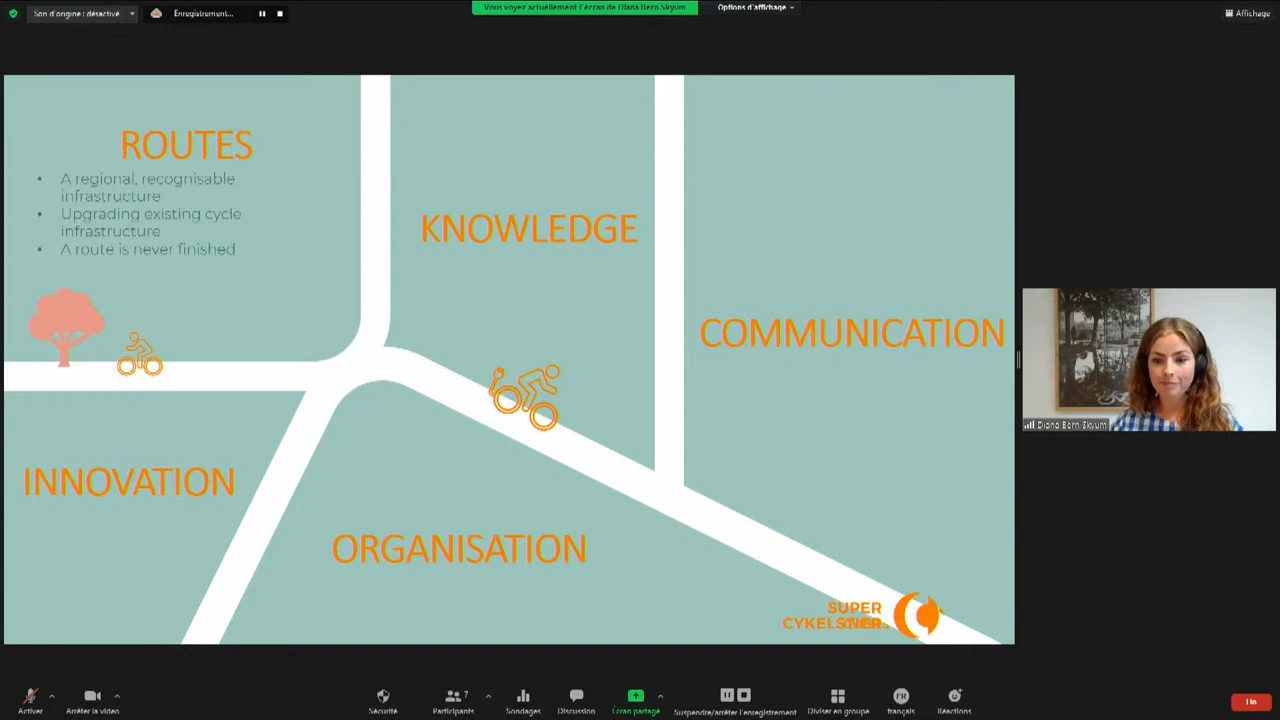 Son d'origine : désactivé
Enregistrement...
Vous voyez actuellement l'écran de Diana Bern Skyum
Options d'affichage
Affichage
ROUTES
• A regional, recognisable
infrastructure
• Upgrading existing cycle
infrastructure
• A route is never finished
KNOWLEDGE
COMMUNICATION
INNOVATION
ORGANISATION
SUPER
Diana Bern Skyum
Activer
Arrêter la vidéo
Sécurité
Participants
7
Sondages
Discussion
Écran partagé
Suspendre/arrêter l'enregistrement
Diviser en groupe
FR
français
Réactions